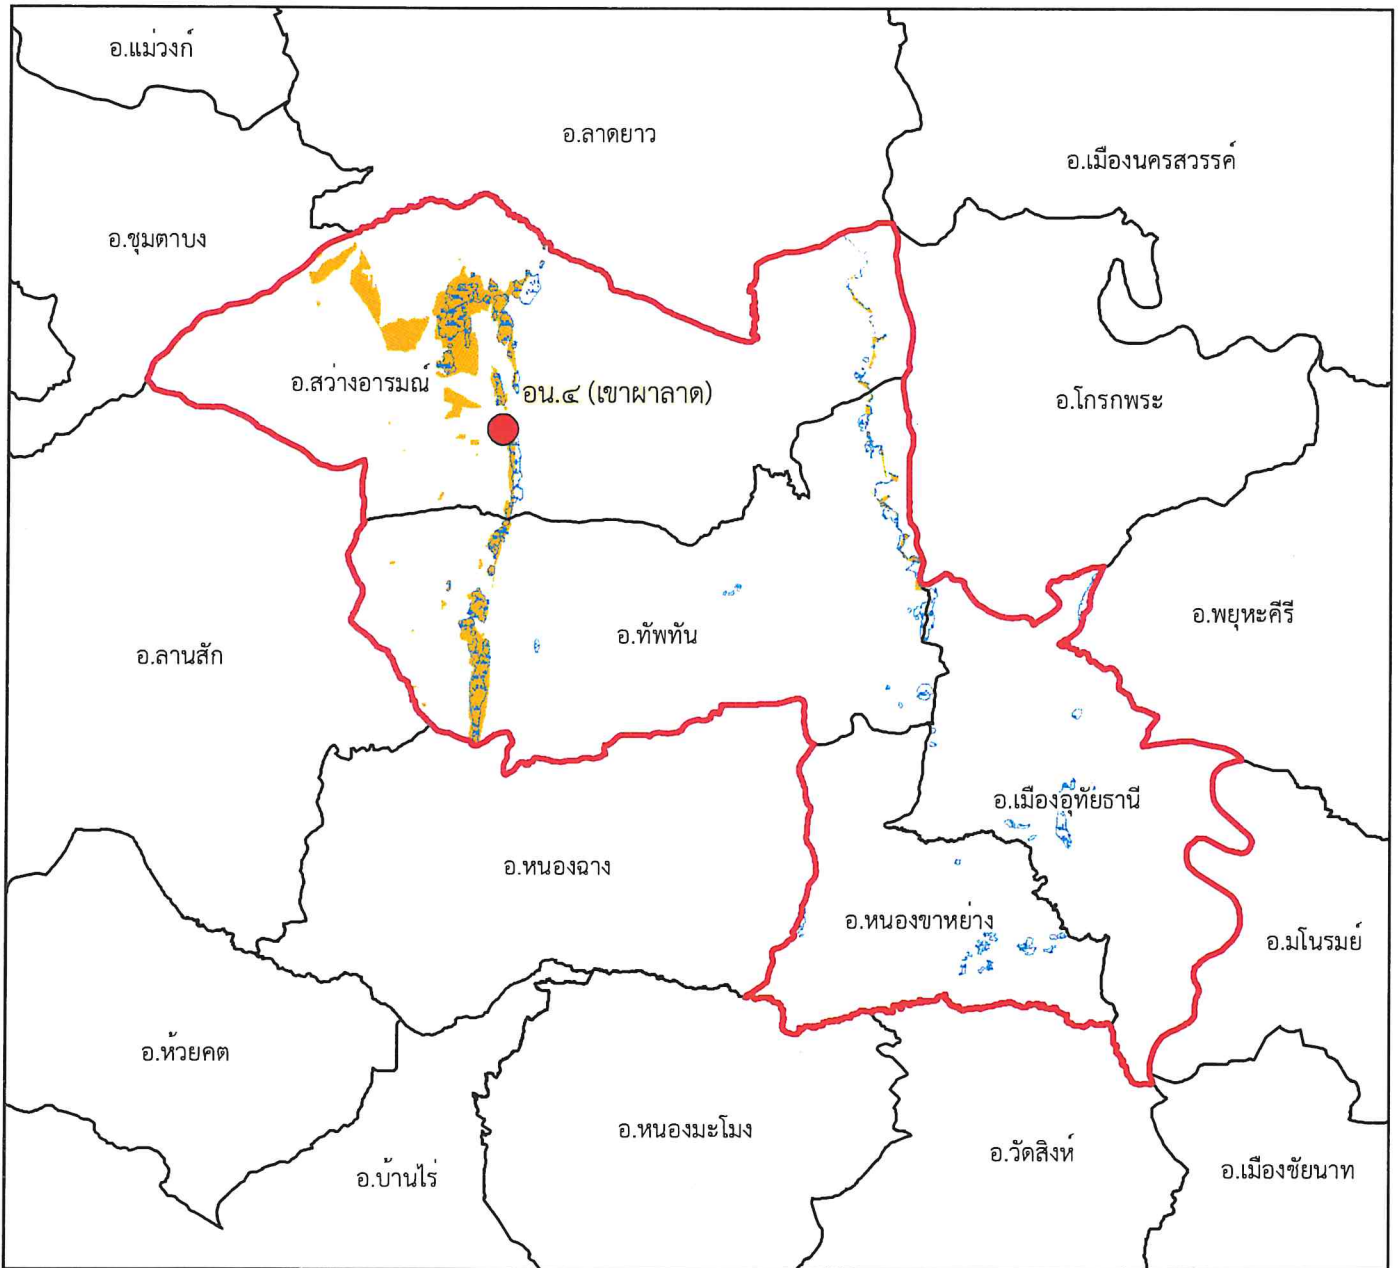 อ.แม่วงก์
อ.ลาดยาว
อ.เมืองนครสวรรค์
อ.ชุมตาบง
อ.สว่างอารมณ์
อน.๔ (เขาผาลาด)
อ.โกรกพระ
อ.พยุหะคีรี
อ.ทัพทัน
อ.ลานสัก
อ.เมืองอุทัยธานี
อ.หนองฉาง
อ.หนองขาหย่าง
อ.มโนรมย์
อ.ห้วยคต
อ.หนองมะโมง
อ.วัดสิงห์
อ.บ้านไร่
อ.เมืองชัยนาท